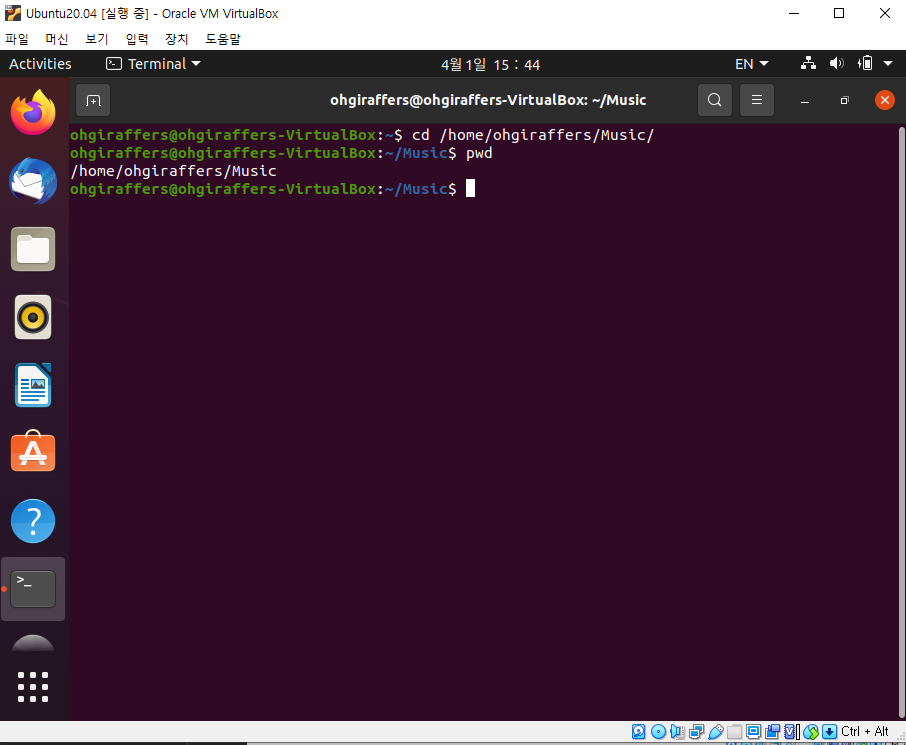 Ubuntu20.04 [실행 중] - Oracle VM VirtualBox
파일 머신 보기 입력 장치 도움말
Activities Terminal 4월 1일 15 : 44 EN
ohgiraffers@ohgiraffers-VirtualBox: ~/Music
ohgiraffers@ohgiraffers-VirtualBox:~$ cd /home/ohgiraffers/Music/
ohgiraffers@ohgiraffers-VirtualBox:~/Music$ pwd
/home/ohgiraffers/Music
ohgiraffers@ohgiraffers-VirtualBox:~/Music$
Ctrl + Alt